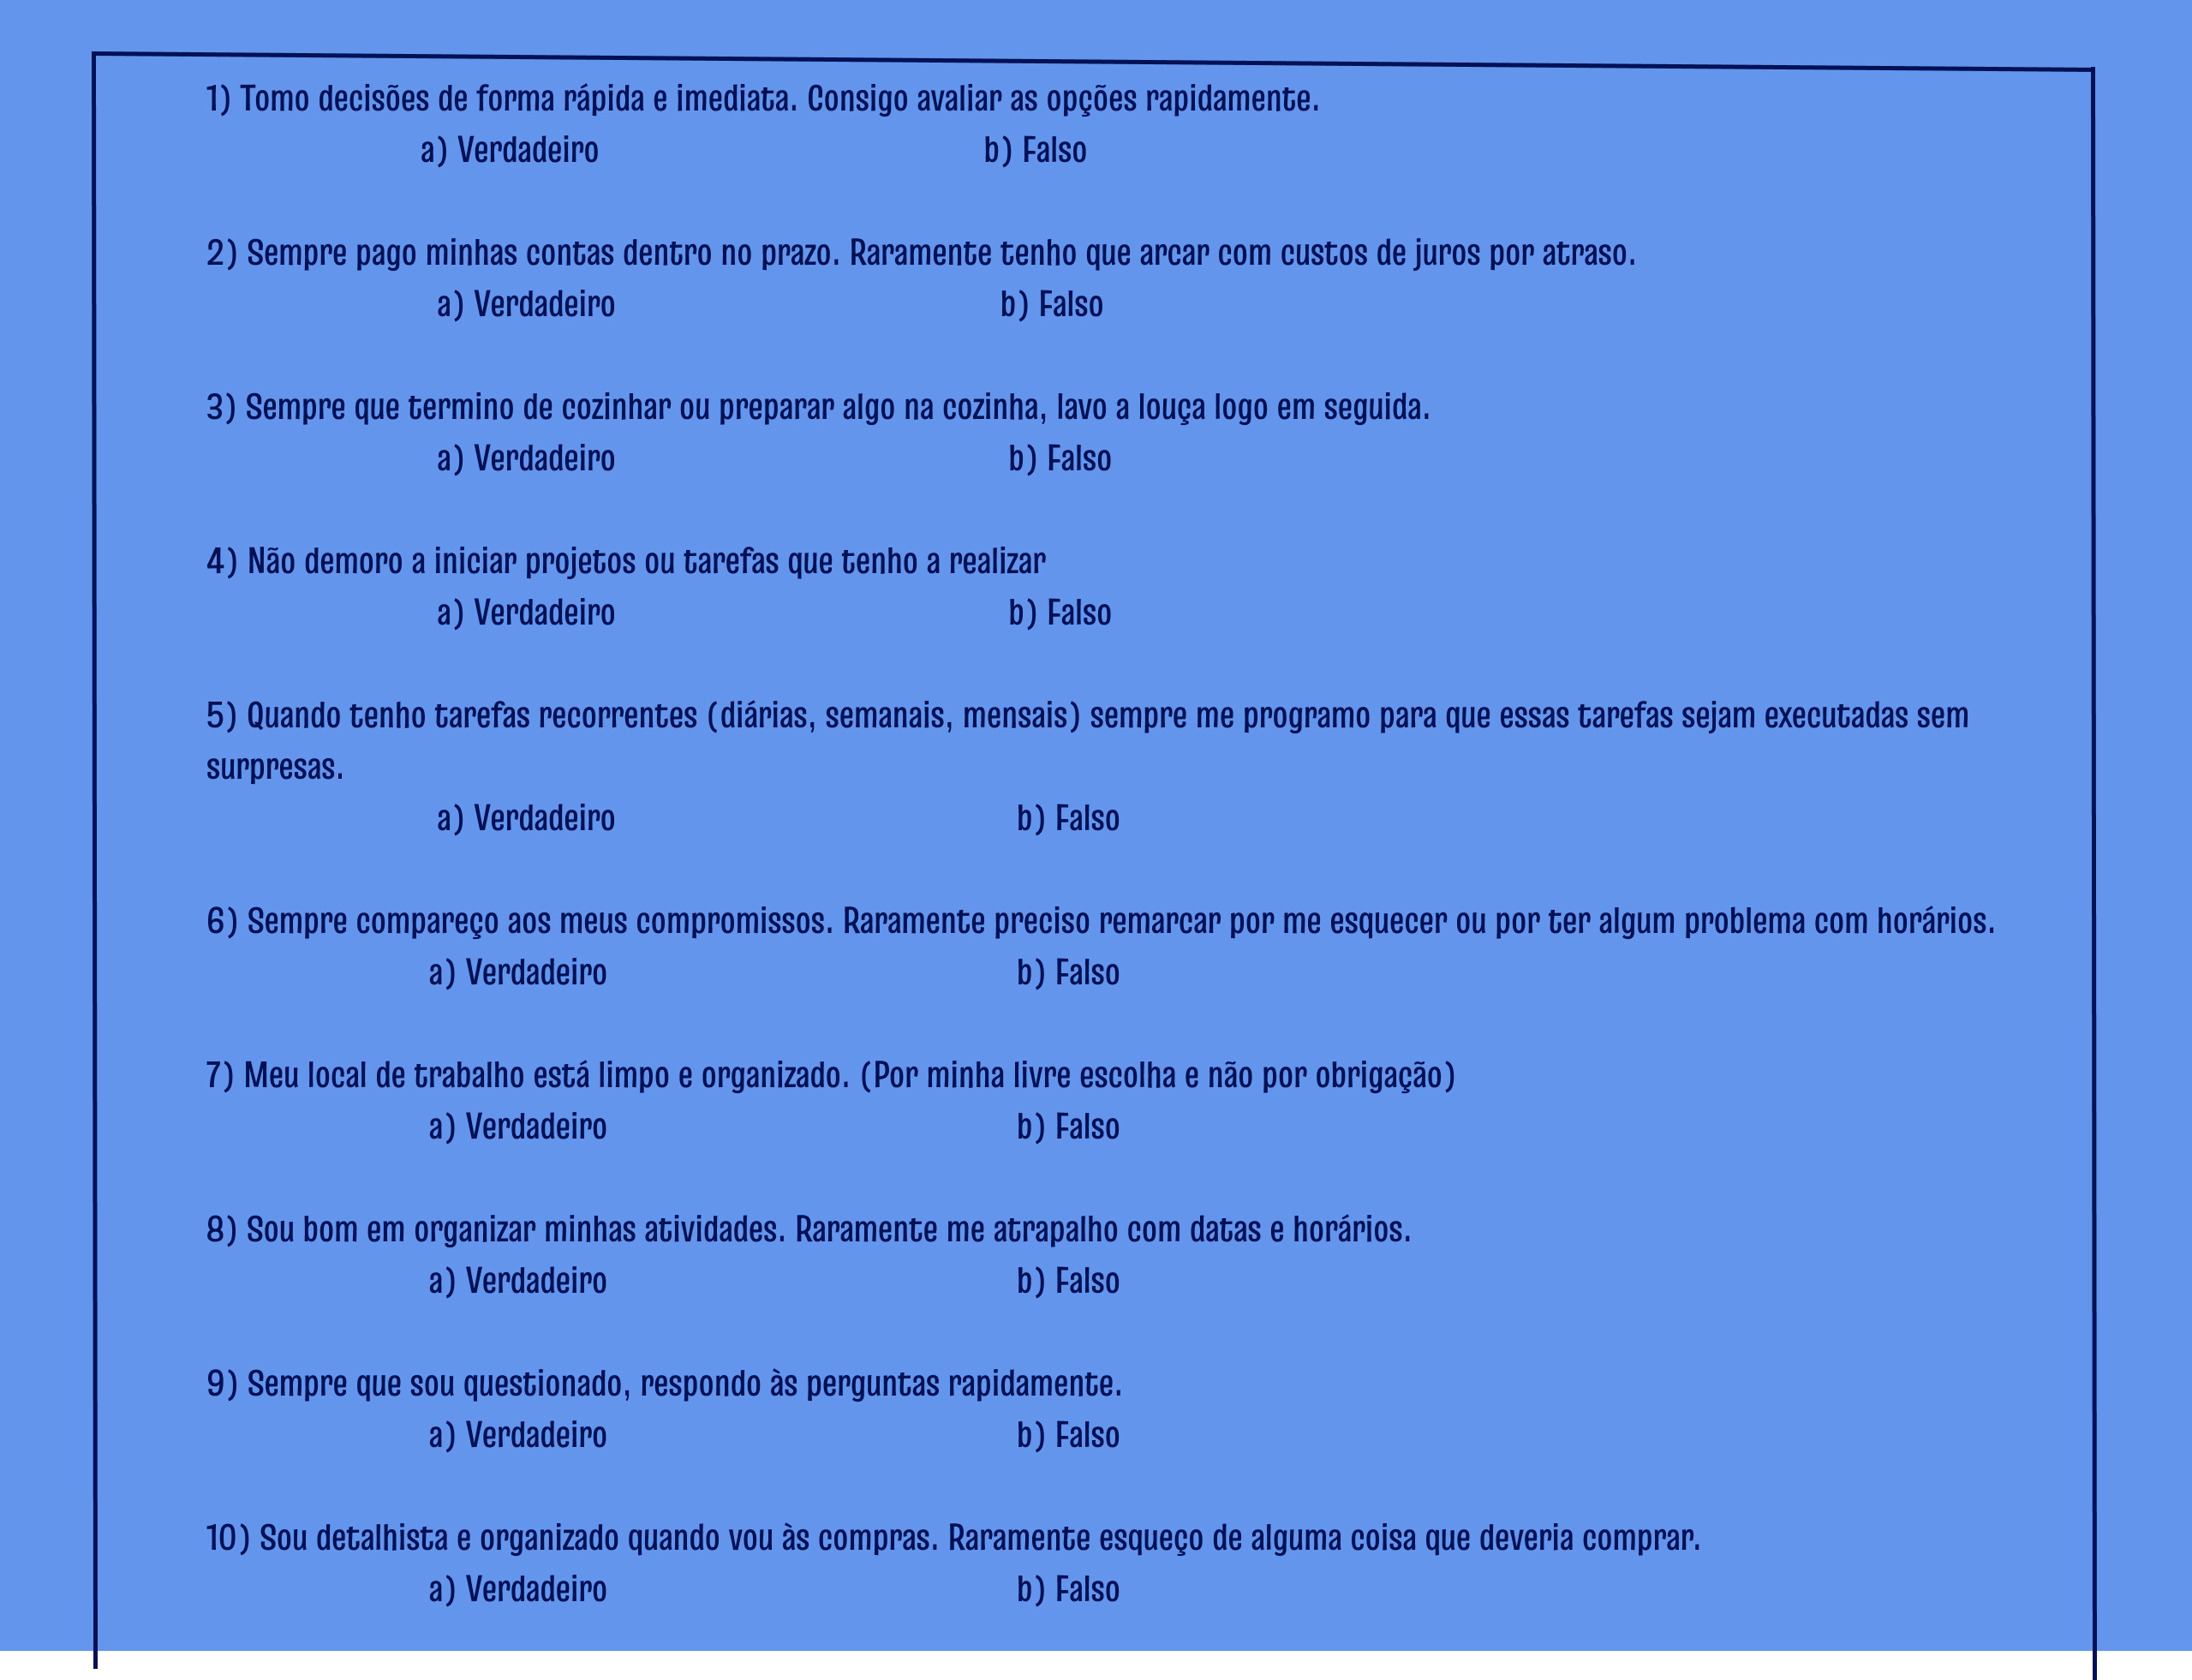 1) Tomo decisões de forma rápida e imediata. Consigo avaliar as opções rapidamente.
a) Verdadeiro b) Falso
2) Sempre pago minhas contas dentro no prazo. Raramente tenho que arcar com custos de juros por atraso.
a) Verdadeiro b) Falso
3) Sempre que termino de cozinhar ou preparar algo na cozinha, lavo a louça logo em seguida.
a) Verdadeiro b) Falso
4) Não demoro a iniciar projetos ou tarefas que tenho a realizar
a) Verdadeiro b) Falso
5) Quando tenho tarefas recorrentes (diárias, semanais, mensais) sempre me programo para que essas tarefas sejam executadas sem
surpresas.
a) Verdadeiro b) Falso
6) Sempre compareço aos meus compromissos. Raramente preciso remarcar por me esquecer ou por ter algum problema com horários.
a) Verdadeiro b) Falso
7) Meu local de trabalho está limpo e organizado. (Por minha livre escolha e não por obrigação)
a) Verdadeiro b) Falso
8) Sou bom em organizar minhas atividades. Raramente me atrapalho com datas e horários.
a) Verdadeiro b) Falso
9) Sempre que sou questionado, respondo às perguntas rapidamente.
a) Verdadeiro b) Falso
10) Sou detalhista e organizado quando vou às compras. Raramente esqueço de alguma coisa que deveria comprar.
a) Verdadeiro b) Falso